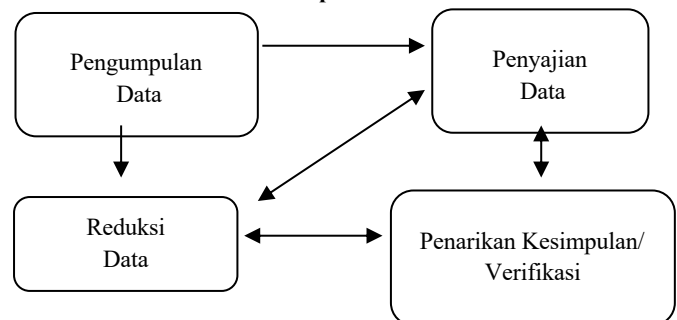 Pengumpulan
Data
Penyajian
Data
Reduksi
Data
Penarikan Kesimpulan/
Verifikasi